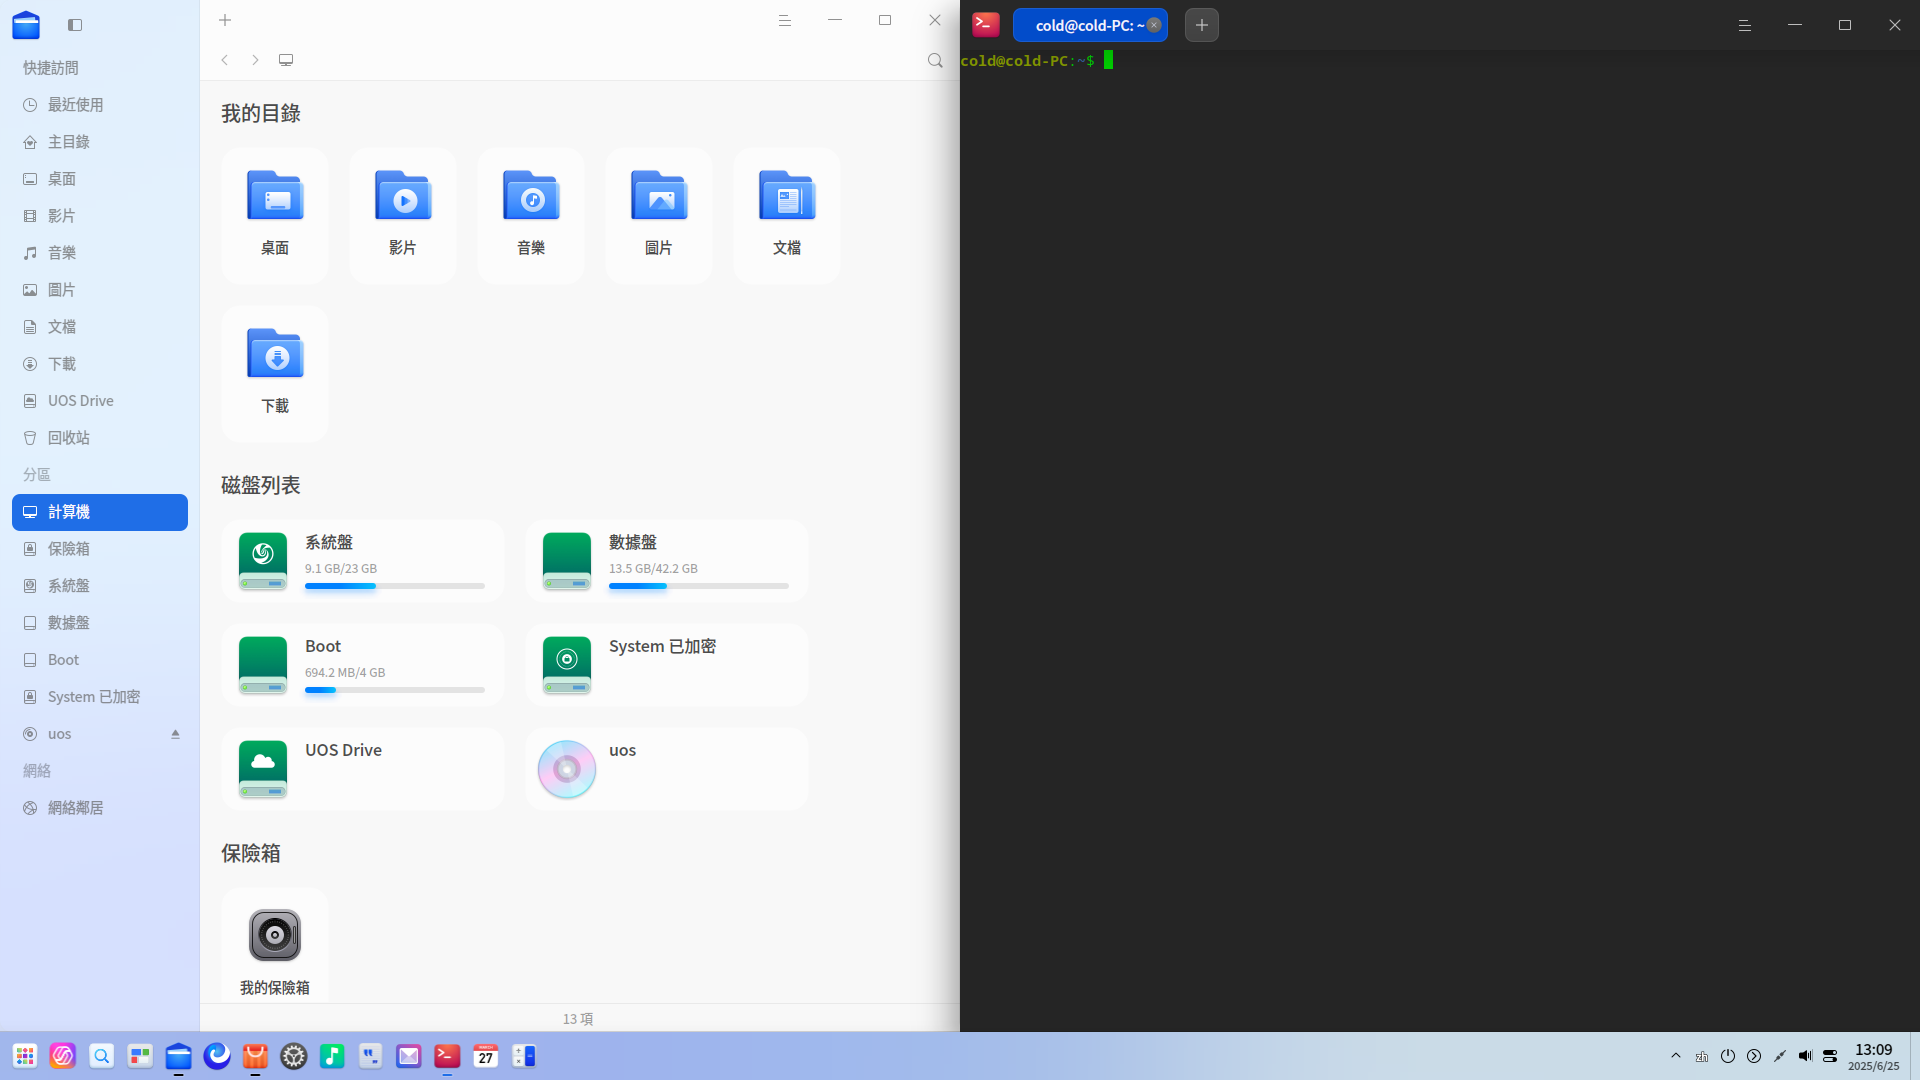 快捷訪問
最近使用
主目錄
桌面
影片
音樂
圖片
文檔
下載
UOS Drive
回收站
分區
計算機
保險箱
系統盤
數據盤
Boot
System 已加密
uos
網絡
網絡鄰居
我的目錄
桌面
影片
音樂
圖片
文檔
下載
磁盤列表
系統盤
9.1 GB/23 GB
數據盤
13.5 GB/42.2 GB
Boot
694.2 MB/4 GB
System 已加密
UOS Drive
uos
保險箱
我的保險箱
13 項
cold@cold-PC: ~
cold@cold-PC:~$
MARCH
27
zh
13:09
2025/6/25